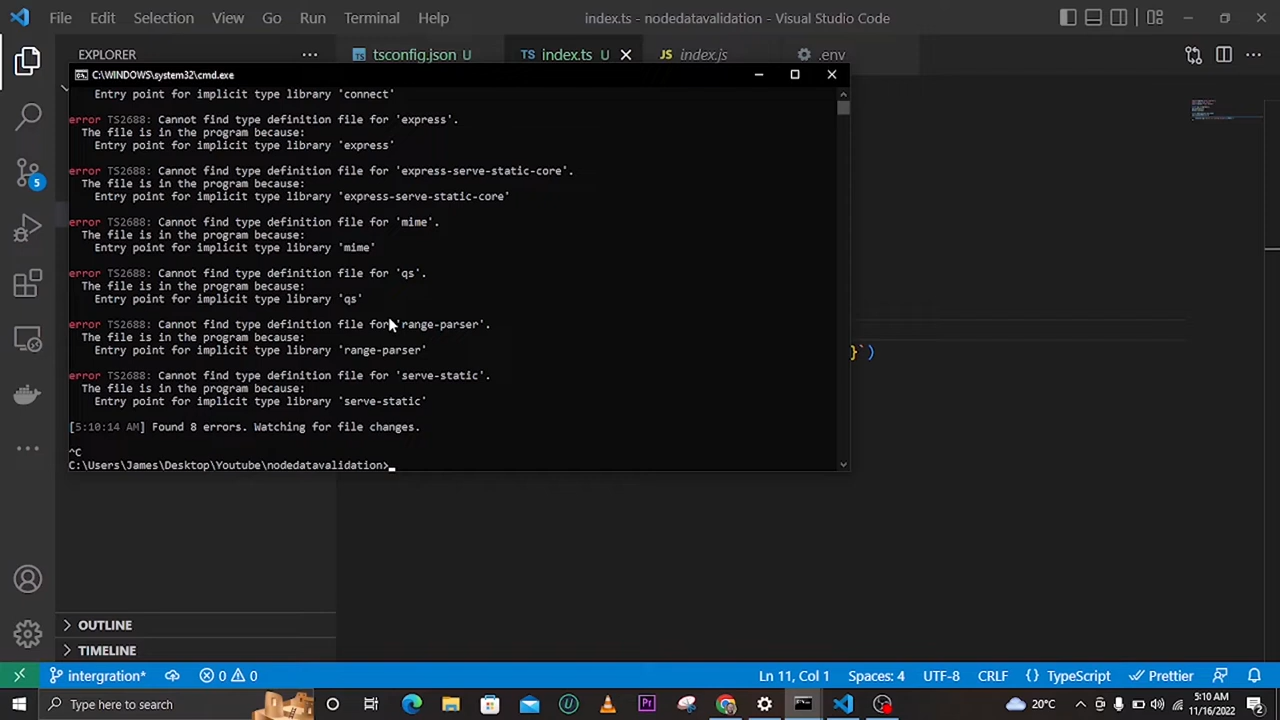 File Edit Selection View Go Run Terminal Help
index.ts - nodedatavalidation - Visual Studio Code
EXPLORER
tsconfig.json U
TS index.ts U
JS index.js
.env
C:\WINDOWS\system32\cmd.exe
Entry point for implicit type library 'connect'
error TS2688: Cannot find type definition file for 'express'.
The file is in the program because:
Entry point for implicit type library 'express'
error TS2688: Cannot find type definition file for 'express-serve-static-core'.
The file is in the program because:
Entry point for implicit type library 'express-serve-static-core'
error TS2688: Cannot find type definition file for 'mime'.
The file is in the program because:
Entry point for implicit type library 'mime'
error TS2688: Cannot find type definition file for 'qs'.
The file is in the program because:
Entry point for implicit type library 'qs'
error TS2688: Cannot find type definition file for 'range-parser'.
The file is in the program because:
Entry point for implicit type library 'range-parser'
error TS2688: Cannot find type definition file for 'serve-static'.
The file is in the program because:
Entry point for implicit type library 'serve-static'
[5:10:14 AM] Found 8 errors. Watching for file changes.
^C
C:\Users\James\Desktop\Youtube\nodedatavalidation>
}`)
5
OUTLINE
TIMELINE
intergration* 0 0
Ln 11, Col 1 Spaces: 4 UTF-8 CRLF {} TypeScript Prettier
Type here to search
20°C
5:10 AM
11/16/2022
2